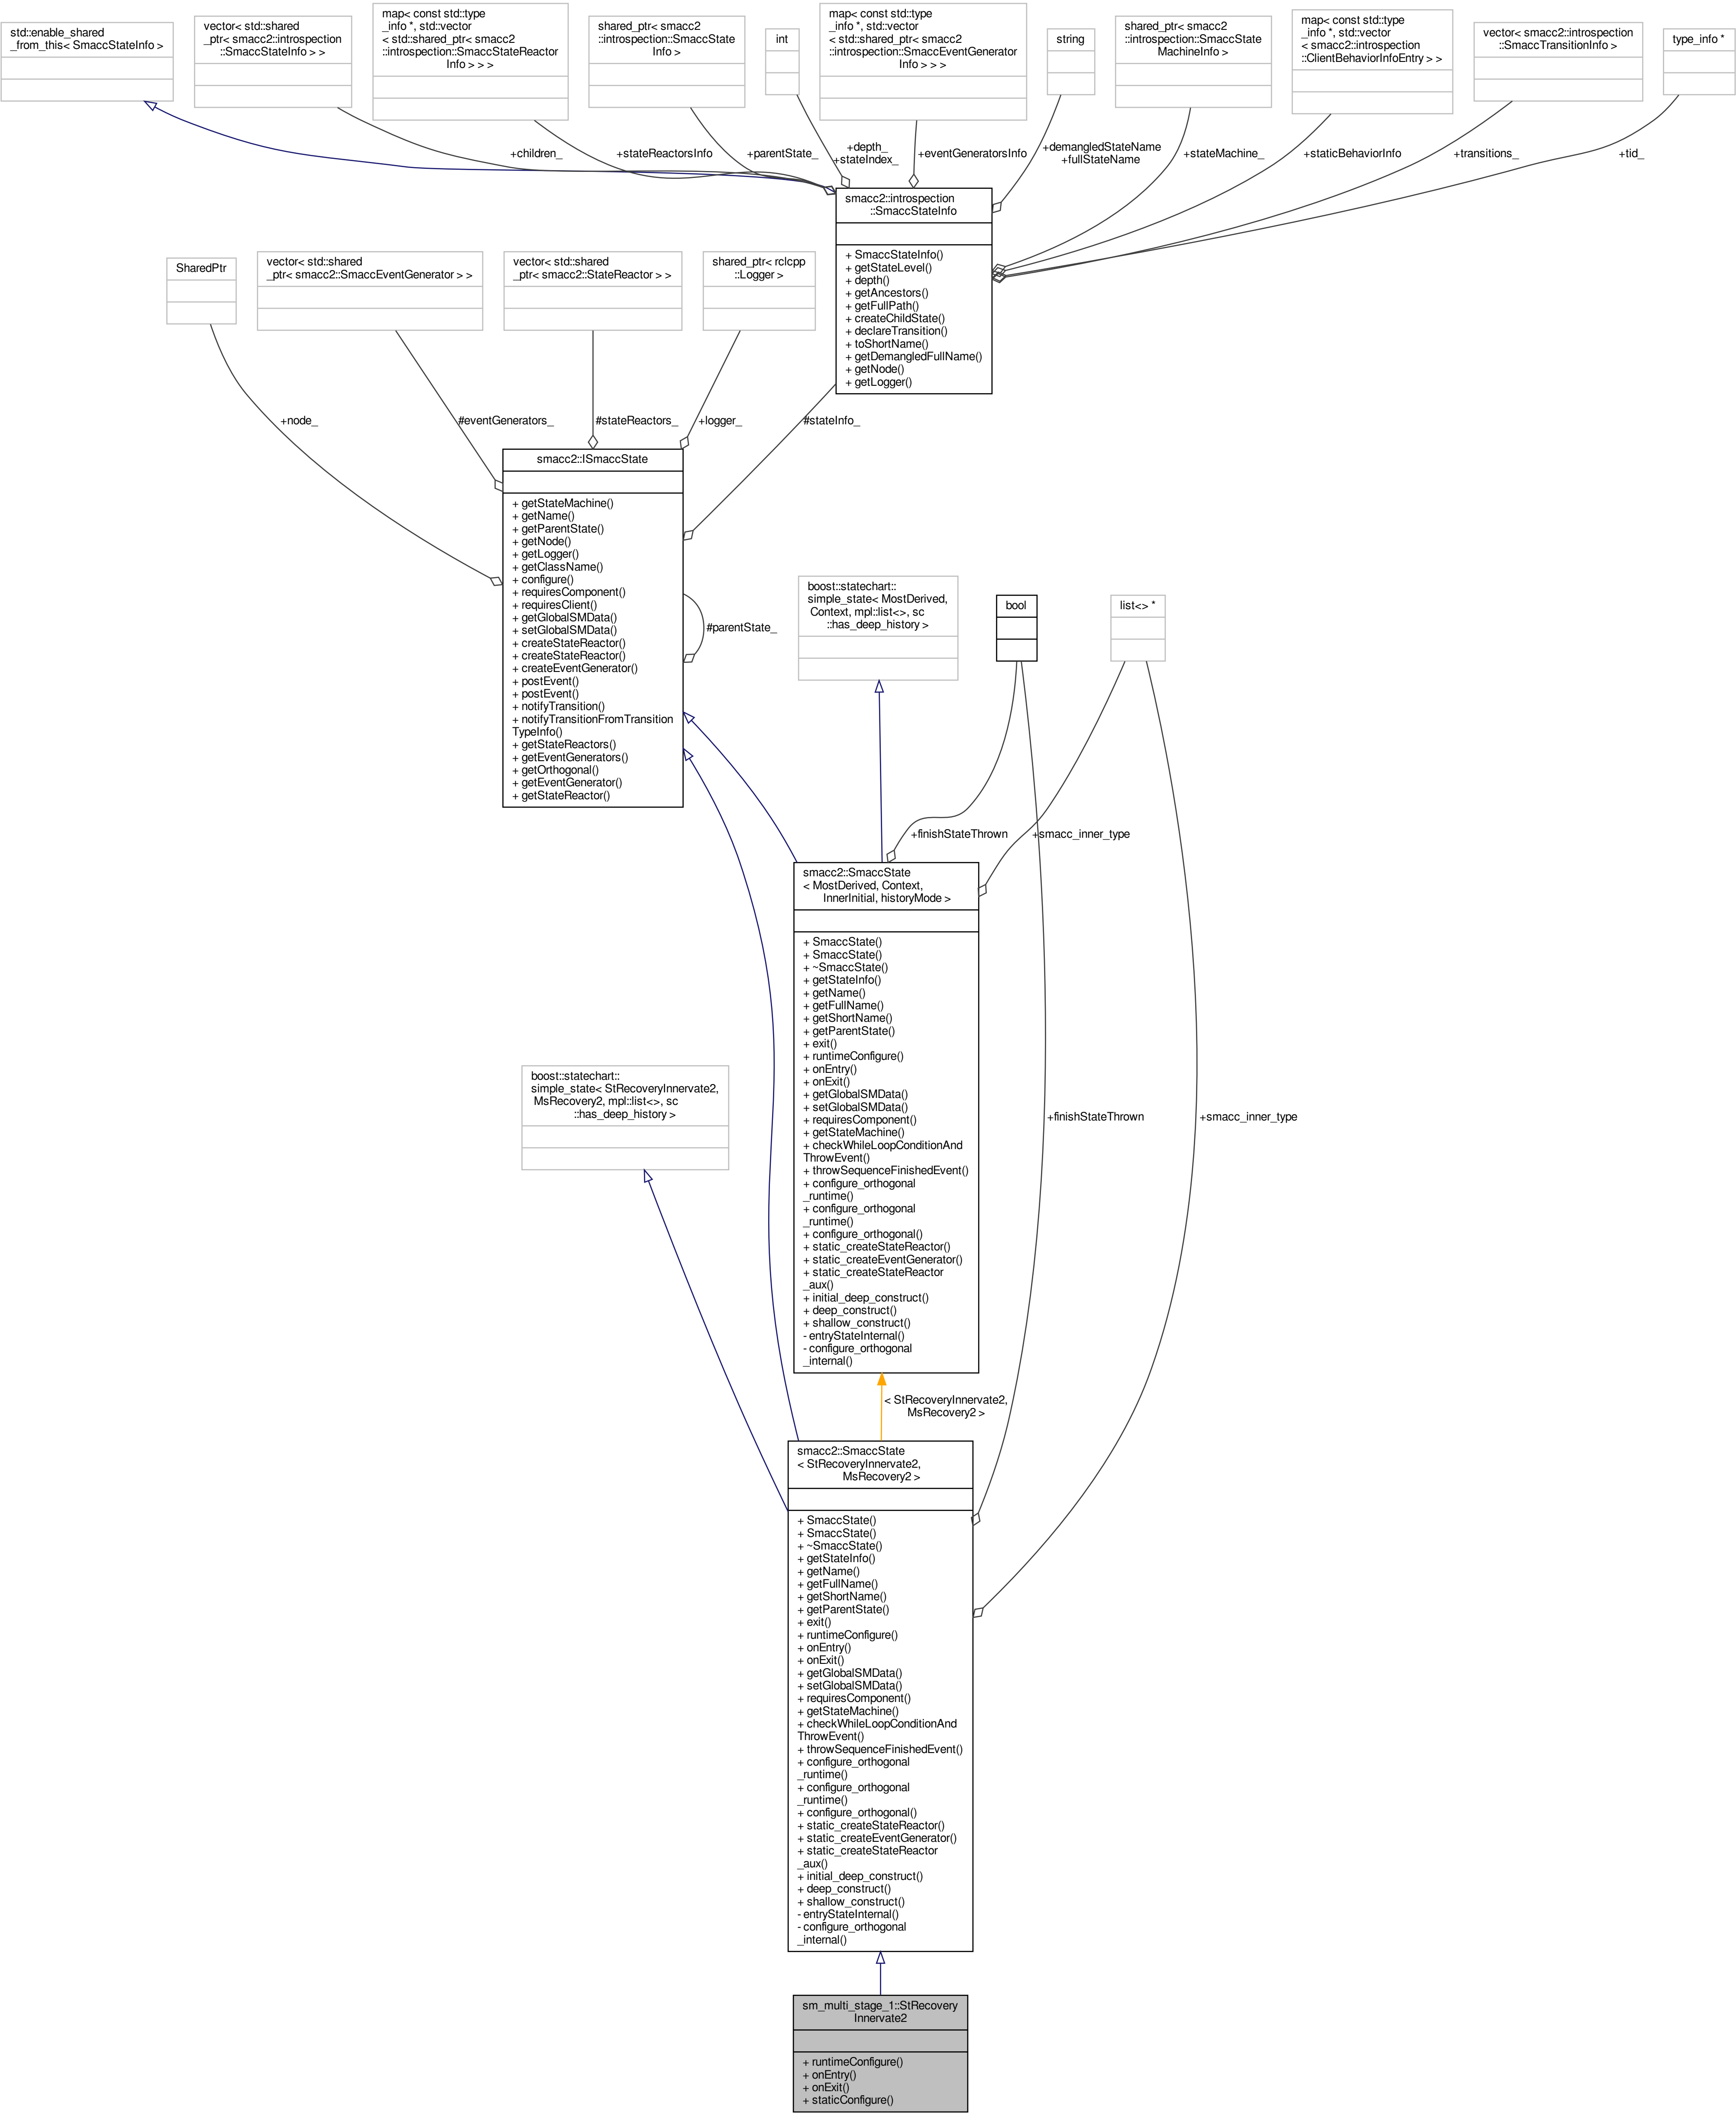 std::enable_shared
_from_this< SmaccStateInfo >
vector< std::shared
_ptr< smacc2::introspection
::SmaccStateInfo > >
map< const std::type
_info *, std::vector
< std::shared_ptr< smacc2
::introspection::SmaccStateReactor
Info > > >
shared_ptr< smacc2
::introspection::SmaccState
Info >
int
map< const std::type
_info *, std::vector
< std::shared_ptr< smacc2
::introspection::SmaccEventGenerator
Info > > >
string
shared_ptr< smacc2
::introspection::SmaccState
MachineInfo >
map< const std::type
_info *, std::vector
< smacc2::introspection
::ClientBehaviorInfoEntry > >
vector< smacc2::introspection
::SmaccTransitionInfo >
type_info *
+children_
+stateReactorsInfo
+parentState_
+depth_
+stateIndex_
+eventGeneratorsInfo
+demangledStateName
+fullStateName
+stateMachine_
+staticBehaviorInfo
+transitions_
+tid_
smacc2::introspection
::SmaccStateInfo
+ SmaccStateInfo()
+ getStateLevel()
+ depth()
+ getAncestors()
+ getFullPath()
+ createChildState()
+ declareTransition()
+ toShortName()
+ getDemangledFullName()
+ getNode()
+ getLogger()
SharedPtr
vector< std::shared
_ptr< smacc2::SmaccEventGenerator > >
vector< std::shared
_ptr< smacc2::StateReactor > >
shared_ptr< rclcpp
::Logger >
+node_
#eventGenerators_
#stateReactors_
+logger_
#stateInfo_
smacc2::ISmaccState
+ getStateMachine()
+ getName()
+ getParentState()
+ getNode()
+ getLogger()
+ getClassName()
+ configure()
+ requiresComponent()
+ requiresClient()
+ getGlobalSMData()
+ setGlobalSMData()
+ createStateReactor()
+ createStateReactor()
+ createEventGenerator()
+ postEvent()
+ postEvent()
+ notifyTransition()
+ notifyTransitionFromTransition
TypeInfo()
+ getStateReactors()
+ getEventGenerators()
+ getOrthogonal()
+ getEventGenerator()
+ getStateReactor()
#parentState_
boost::statechart::
simple_state< MostDerived,
Context, mpl::list<>, sc
::has_deep_history >
bool
list<> *
+finishStateThrown
+smacc_inner_type
smacc2::SmaccState
< MostDerived, Context,
InnerInitial, historyMode >
+ SmaccState()
+ SmaccState()
+ ~SmaccState()
+ getStateInfo()
+ getName()
+ getFullName()
+ getShortName()
+ getParentState()
+ exit()
+ runtimeConfigure()
+ onEntry()
+ onExit()
+ getGlobalSMData()
+ setGlobalSMData()
+ requiresComponent()
+ getStateMachine()
+ checkWhileLoopConditionAnd
ThrowEvent()
+ throwSequenceFinishedEvent()
+ configure_orthogonal
_runtime()
+ configure_orthogonal
_runtime()
+ configure_orthogonal()
+ static_createStateReactor()
+ static_createEventGenerator()
+ static_createStateReactor
_aux()
+ initial_deep_construct()
+ deep_construct()
+ shallow_construct()
- entryStateInternal()
- configure_orthogonal
_internal()
boost::statechart::
simple_state< StRecoveryInnervate2,
MsRecovery2, mpl::list<>, sc
::has_deep_history >
+finishStateThrown
+smacc_inner_type
< StRecoveryInnervate2,
MsRecovery2 >
smacc2::SmaccState
< StRecoveryInnervate2,
MsRecovery2 >
+ SmaccState()
+ SmaccState()
+ ~SmaccState()
+ getStateInfo()
+ getName()
+ getFullName()
+ getShortName()
+ getParentState()
+ exit()
+ runtimeConfigure()
+ onEntry()
+ onExit()
+ getGlobalSMData()
+ setGlobalSMData()
+ requiresComponent()
+ getStateMachine()
+ checkWhileLoopConditionAnd
ThrowEvent()
+ throwSequenceFinishedEvent()
+ configure_orthogonal
_runtime()
+ configure_orthogonal
_runtime()
+ configure_orthogonal()
+ static_createStateReactor()
+ static_createEventGenerator()
+ static_createStateReactor
_aux()
+ initial_deep_construct()
+ deep_construct()
+ shallow_construct()
- entryStateInternal()
- configure_orthogonal
_internal()
sm_multi_stage_1::StRecovery
Innervate2
+ runtimeConfigure()
+ onEntry()
+ onExit()
+ staticConfigure()